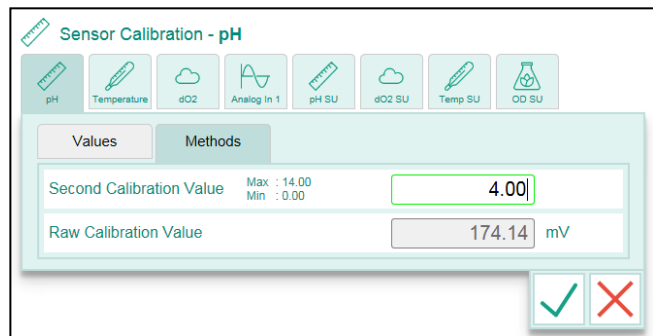 Sensor Calibration - pH
pH Temperature dO2 Analog In 1 pH SU dO2 SU Temp SU OD SU
Values Methods
Second Calibration Value Max : 14.00 4.00
Min : 0.00
Raw Calibration Value 174.14 mV